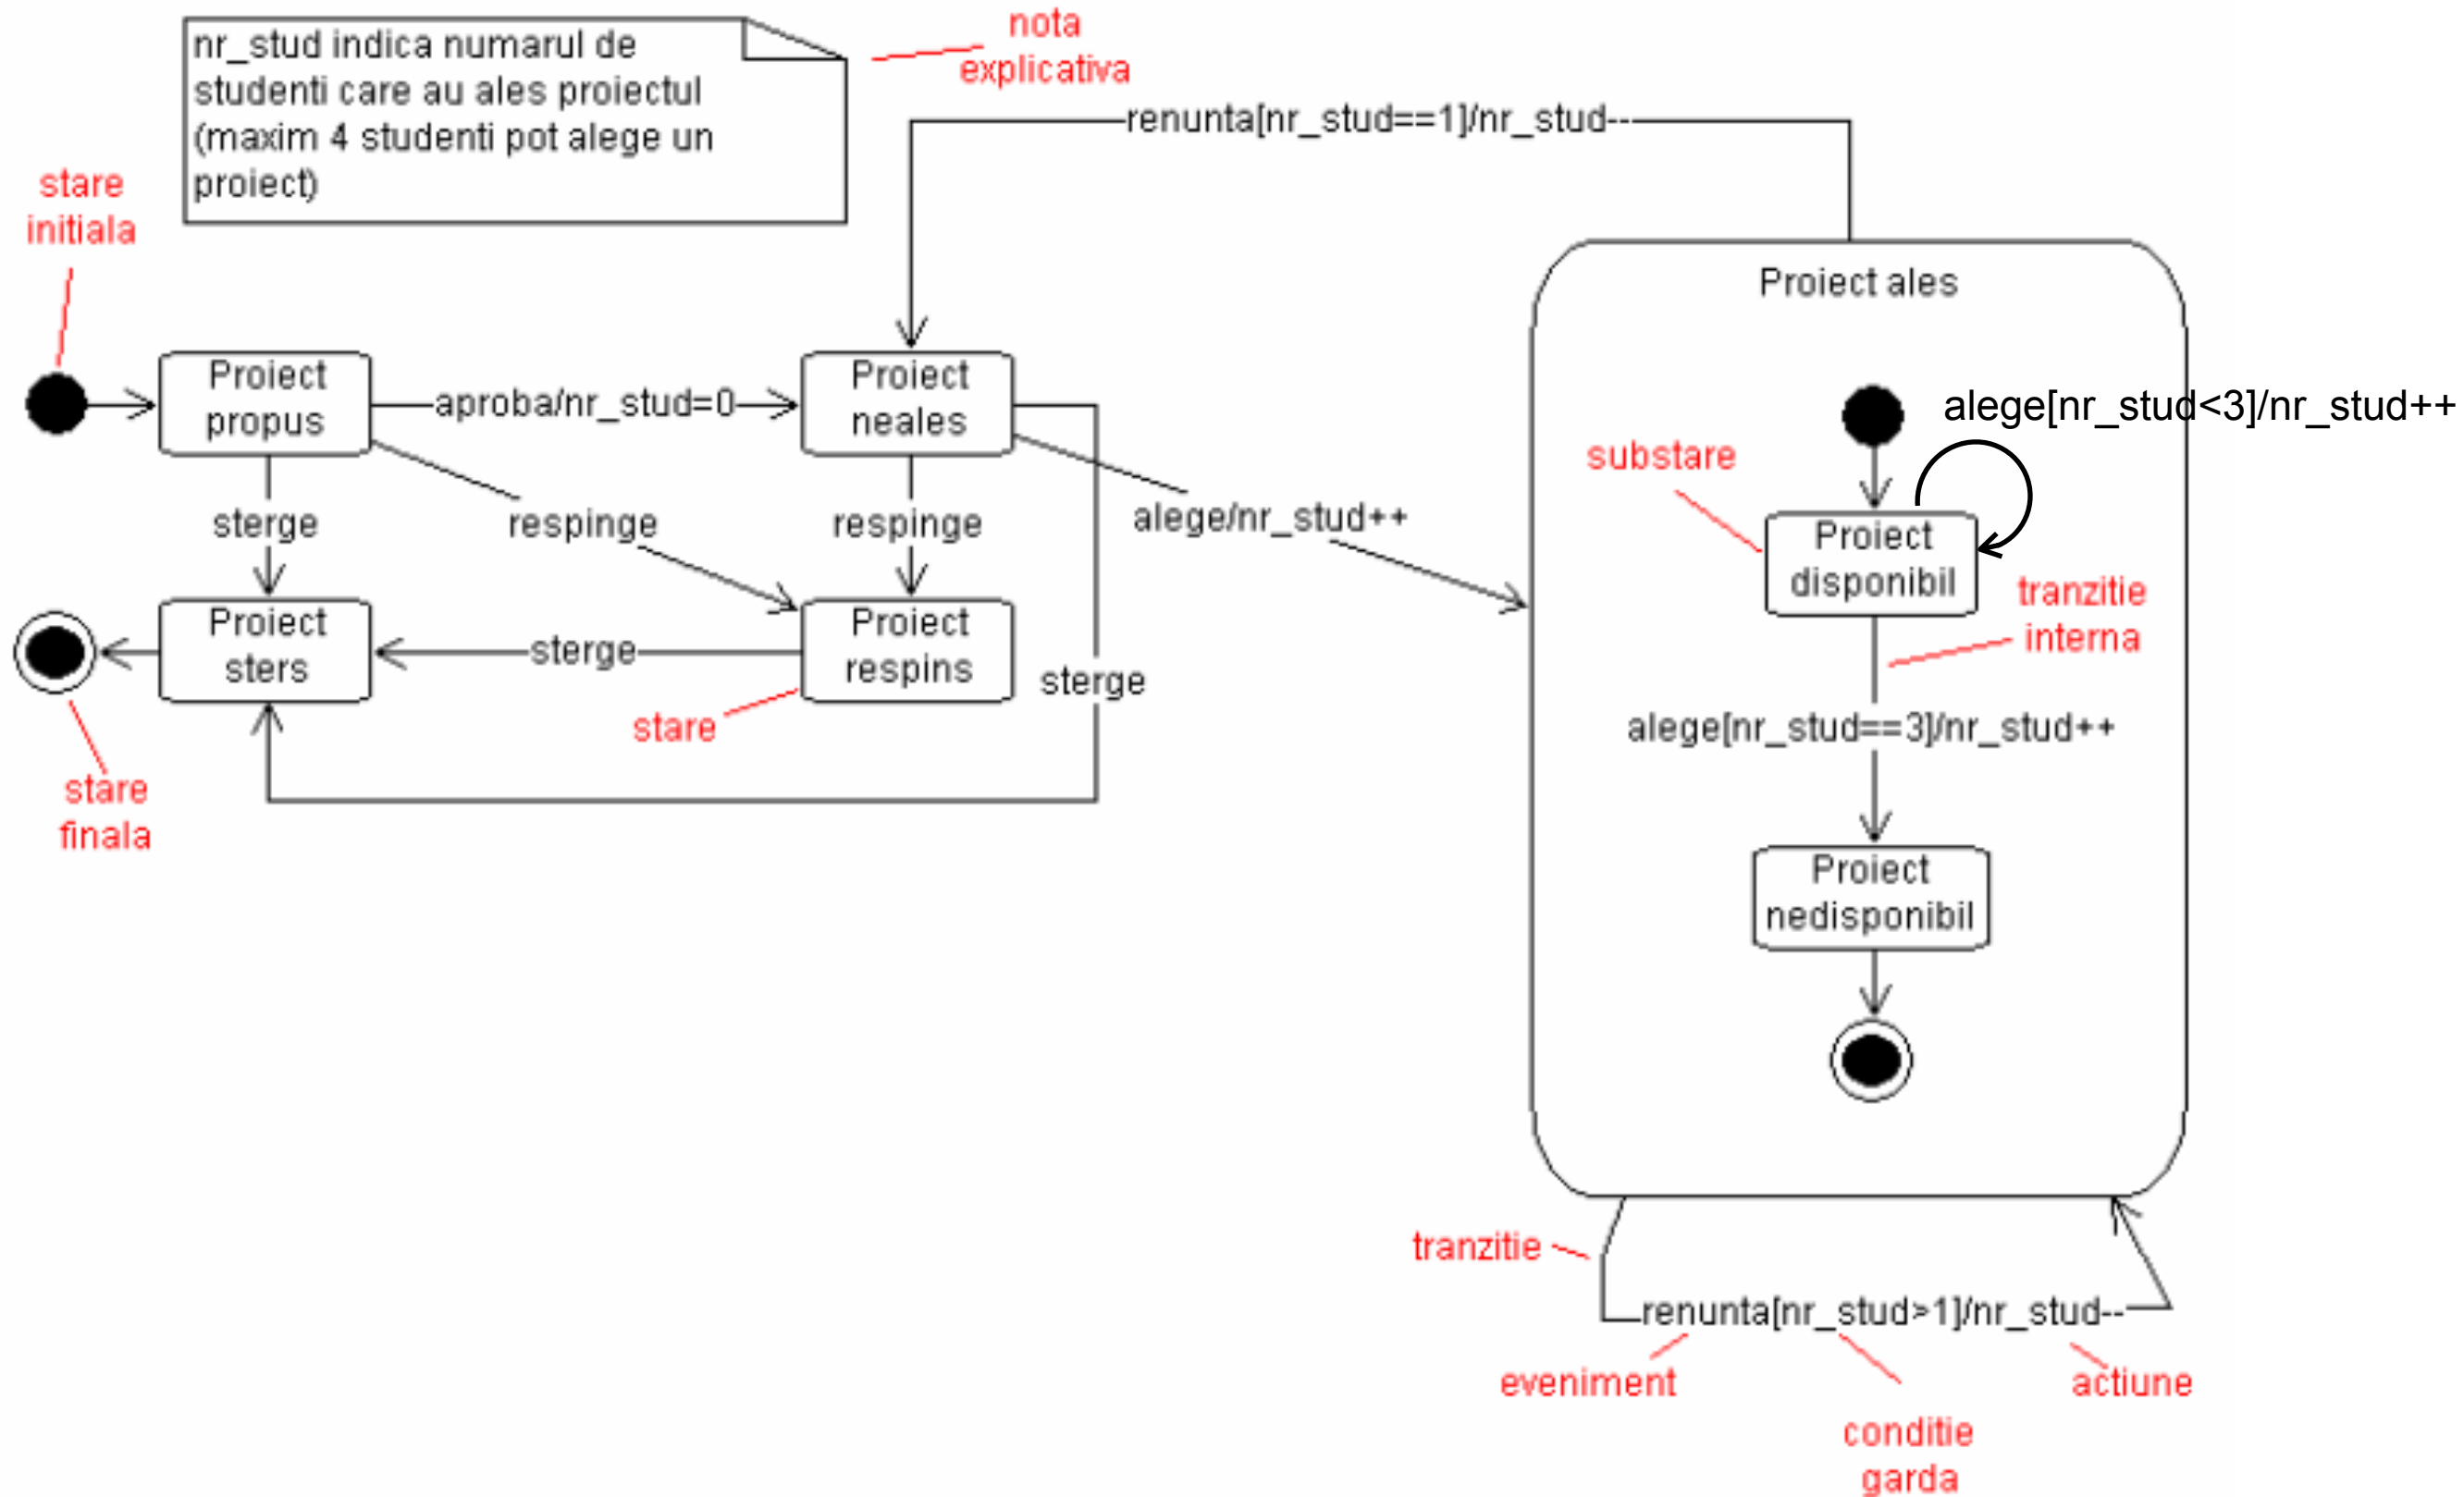 nr_stud indica numarul de
studenti care au ales proiectul
(maxim 4 studenti pot alege un
proiect)
nota
explicativa
renunta[nr_stud==1]/nr_stud--
stare
initiala
Proiect ales
Proiect
propus
aproba/nr_stud=0
Proiect
neales
alege[nr_stud<3]/nr_stud++
substare
sterge
respinge
respinge
alege/nr_stud++
Proiect
disponibil
tranzitie
interna
Proiect
sters
sterge
Proiect
respins
sterge
stare
alege[nr_stud==3]/nr_stud++
stare
finala
Proiect
nedisponibil
tranzitie
renunta[nr_stud>1]/nr_stud--
eveniment
actiune
conditie
garda